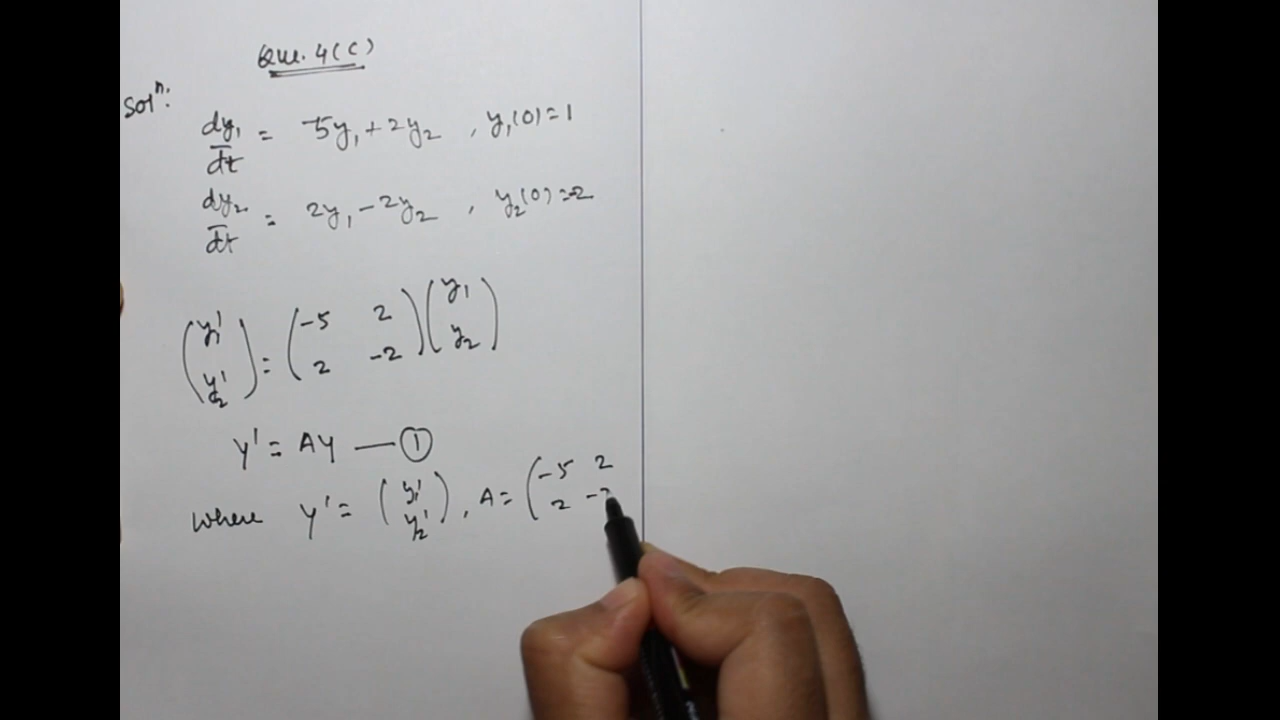 Que. 4(c)
Solⁿ:
dy₁/dt = -5y₁ + 2y₂ , y₁(0) = 1
dy₂/dt = 2y₁ - 2y₂ , y₂(0) = -2
(y₁' y₂') = (-5 2 2 -2)(y₁ y₂)
y' = Ay — ①
where y' = (y₁' y₂'), A = (-5 2 2 -2